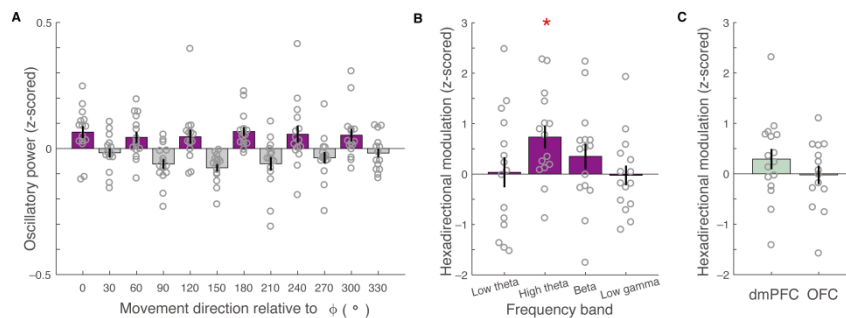 A
Oscillatory power (z-scored)
0.5
0
−0.5
0 30 60 90 120 150 180 210 240 270 300 330
Movement direction relative to ϕ ( ° )
B
Hexadirectional modulation (z-scored)
3
2
1
0
−1
−2
*
Low theta High theta Beta Low gamma
Frequency band
C
Hexadirectional modulation (z-scored)
3
2
1
0
−1
−2
dmPFC OFC